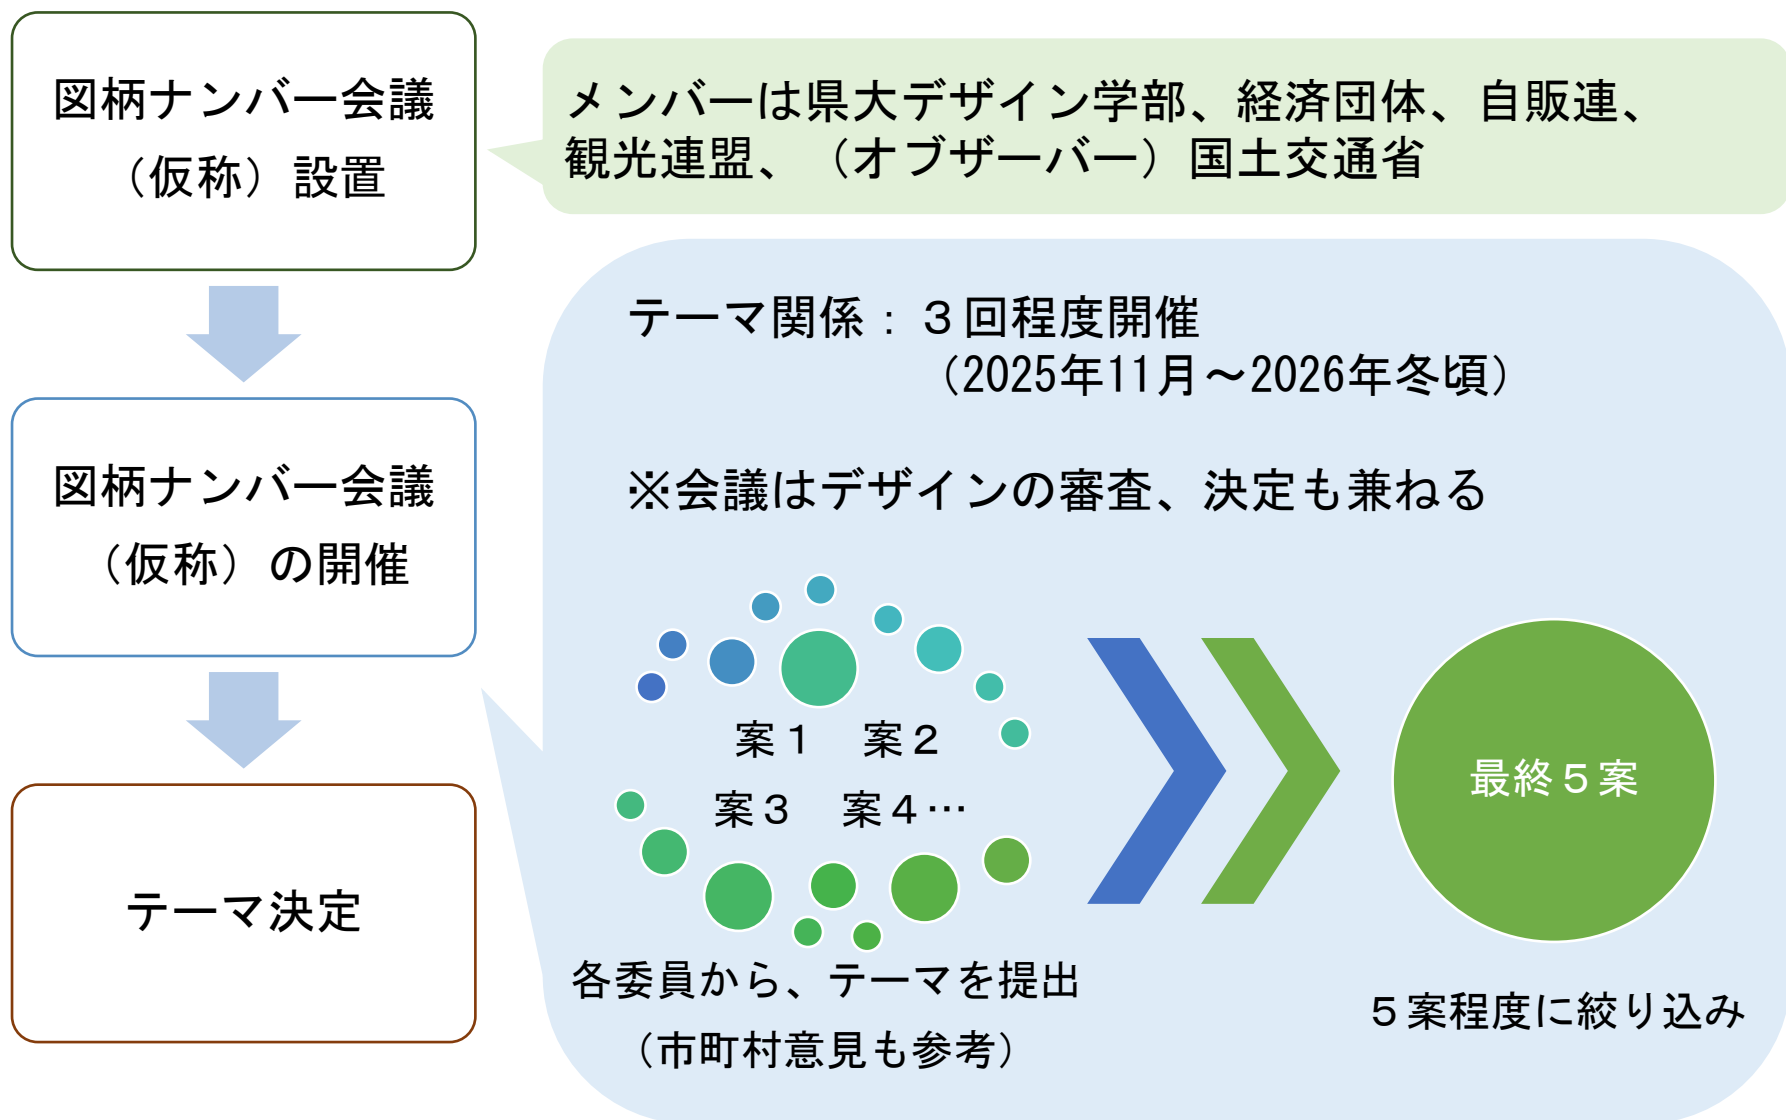 図柄ナンバー会議
（仮称）設置
メンバーは県大デザイン学部、経済団体、自販連、
観光連盟、（オブザーバー）国土交通省
図柄ナンバー会議
（仮称）の開催
テーマ関係：３回程度開催
（2025年11月～2026年冬頃）
※会議はデザインの審査、決定も兼ねる
案１　案２
案３　案４…
最終５案
各委員から、テーマを提出
（市町村意見も参考）
５案程度に絞り込み
テーマ決定